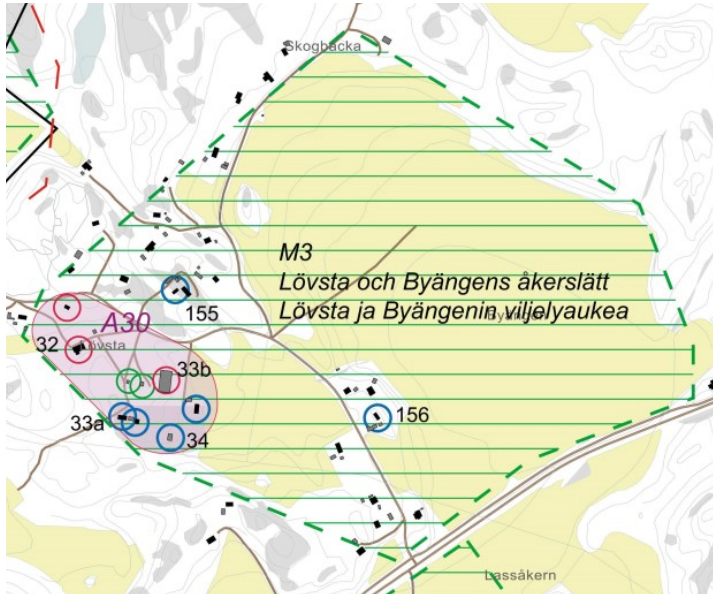 Skogbacka
M3
Lövsta och Byängens åkerslätt
Lövsta ja Byängenin viljelyaukea
Byängen
155
A30
32
Lövsta
33b
33a
34
156
Lassåkern